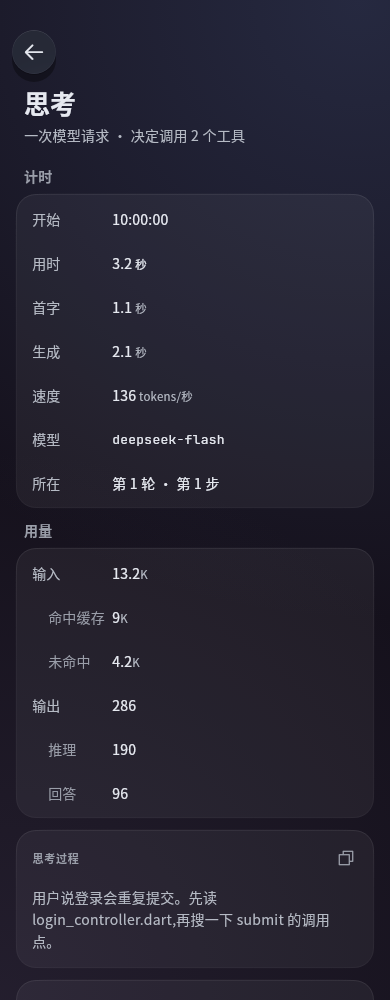 思考
一次模型请求 · 决定调用 2 个工具
计时
开始 10:00:00
用时 3.2 秒
首字 1.1 秒
生成 2.1 秒
速度 136 tokens/秒
模型 deepseek-flash
所在 第 1 轮 · 第 1 步
用量
输入 13.2K
命中缓存 9K
未命中 4.2K
输出 286
推理 190
回答 96
思考过程
用户说登录会重复提交。先读
login_controller.dart,再搜一下 submit 的调用
点。